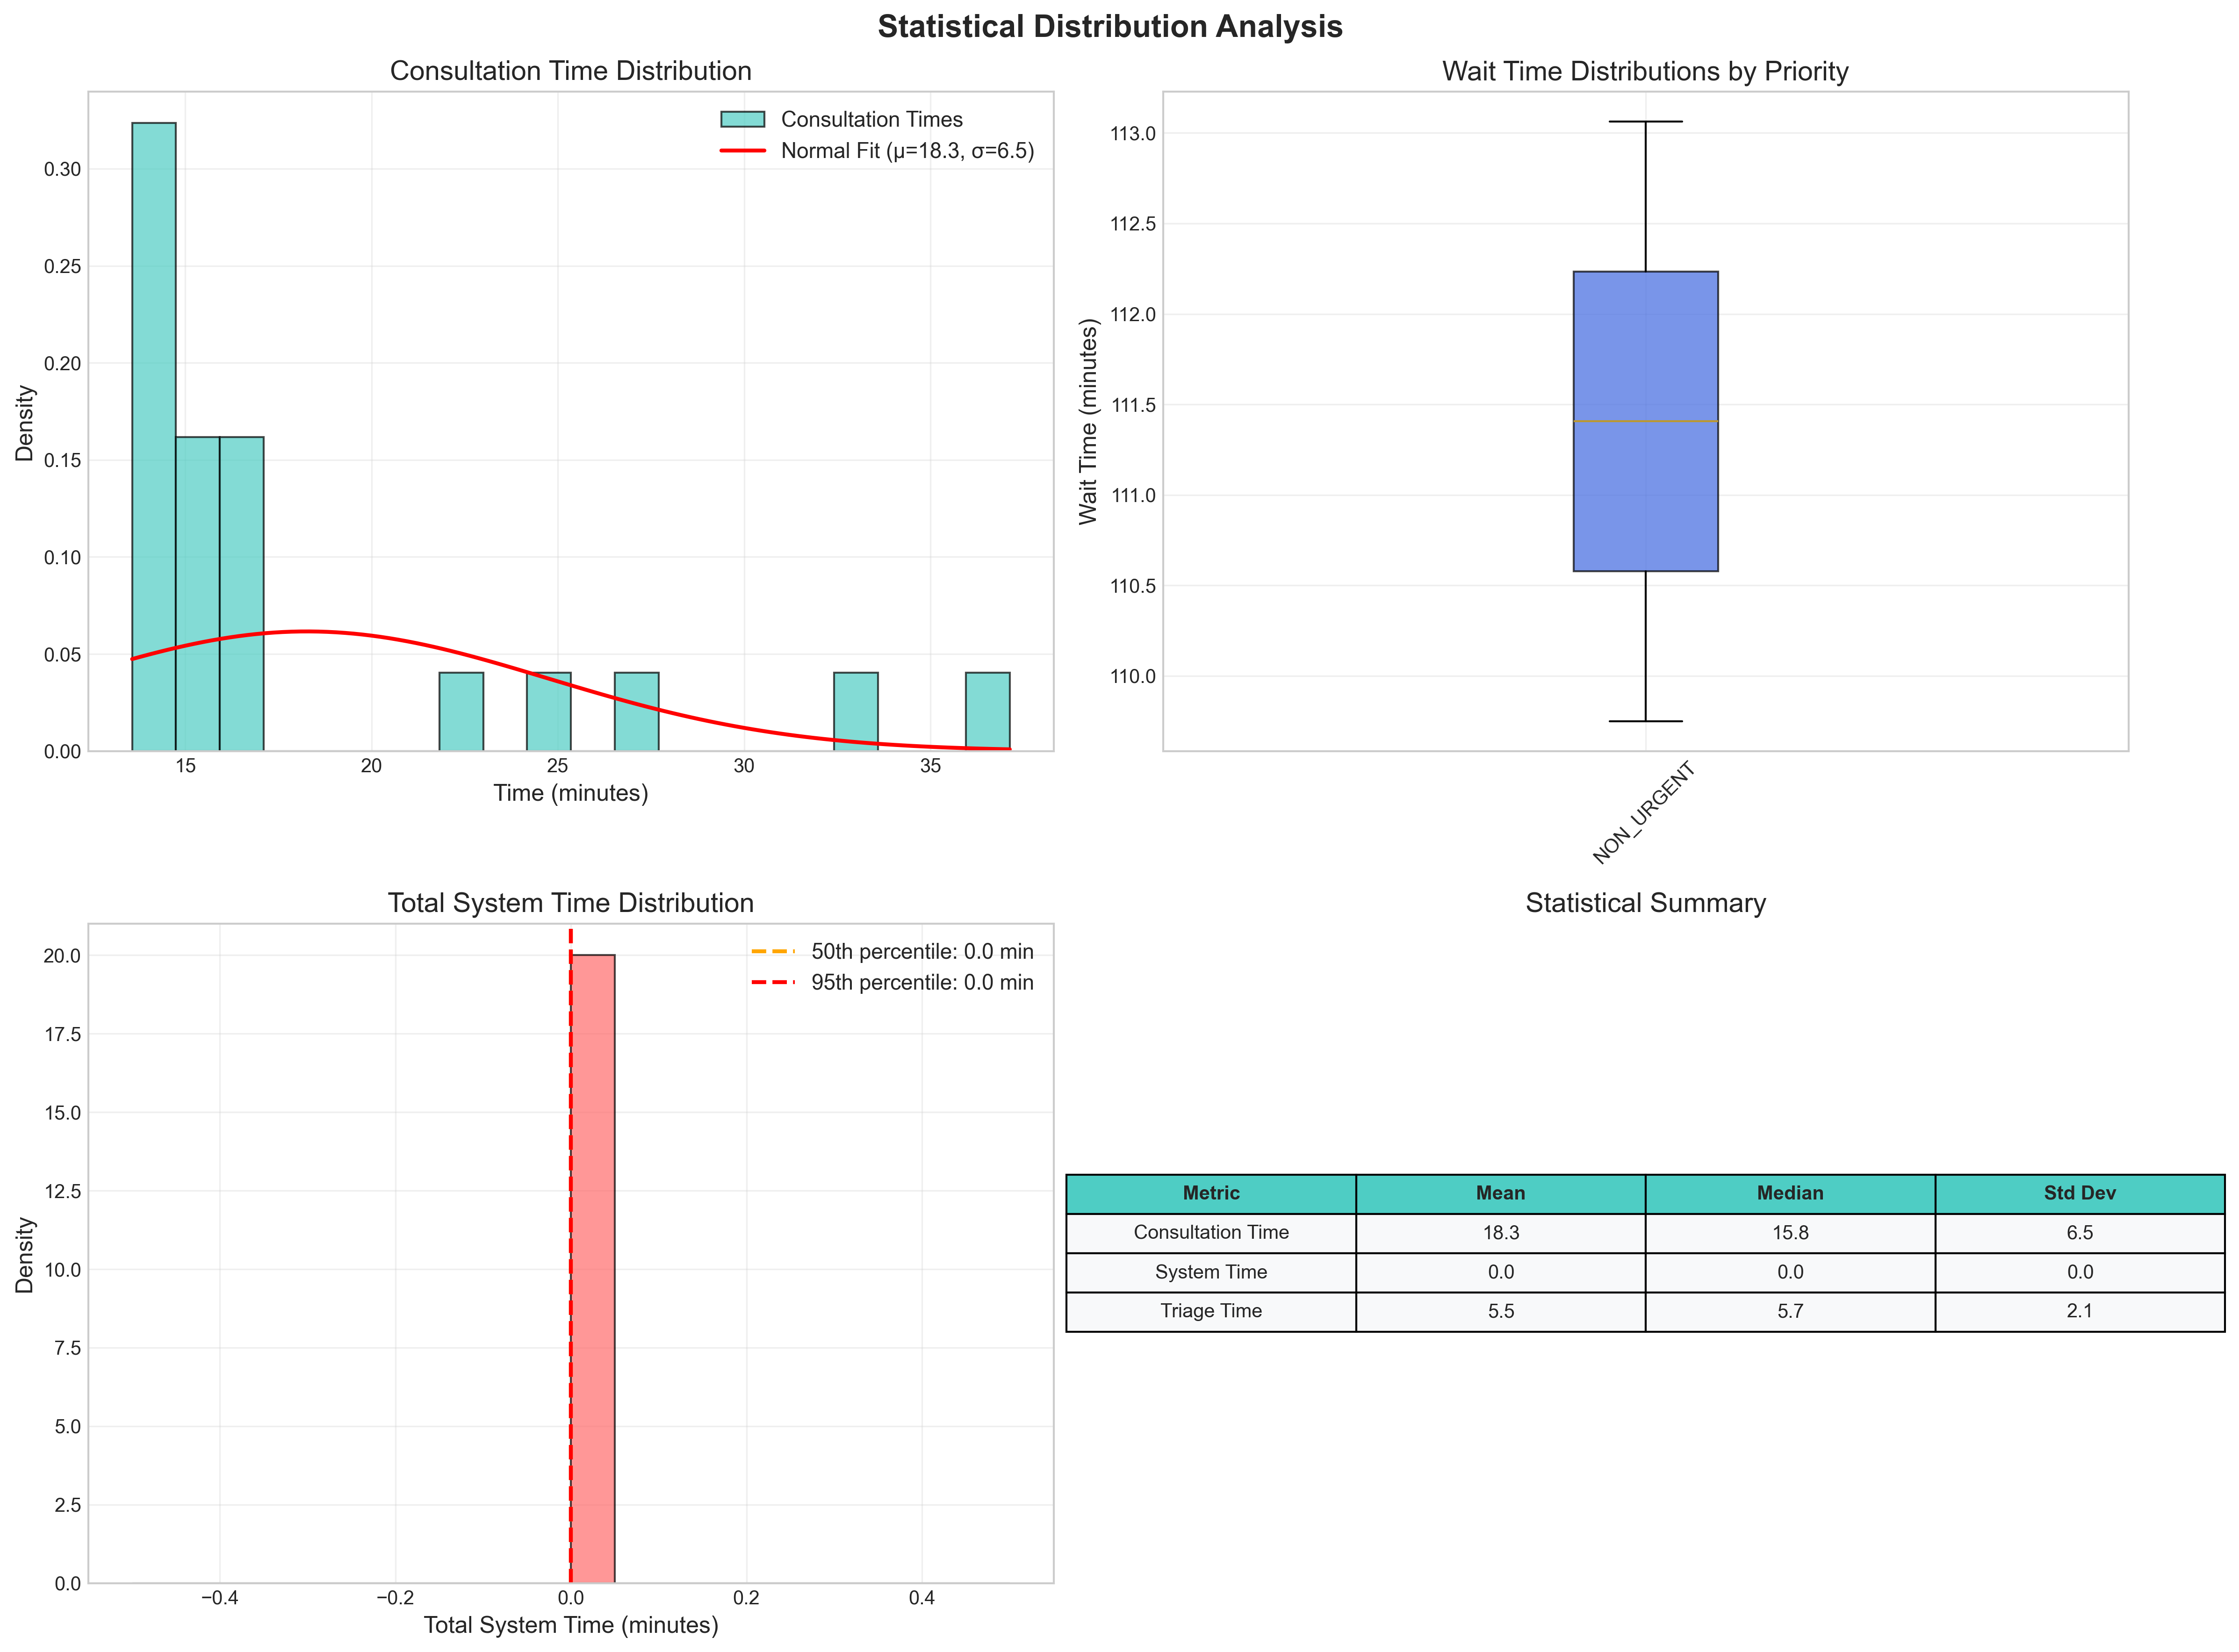 Statistical Distribution Analysis
Consultation Time Distribution
Consultation Times
Normal Fit (μ=18.3, σ=6.5)
0.30
0.25
0.20
0.15
0.10
0.05
0.00
Density
15 20 25 30 35
Time (minutes)
Wait Time Distributions by Priority
113.0
112.5
112.0
111.5
111.0
110.5
110.0
Wait Time (minutes)
NON_URGENT
Total System Time Distribution
50th percentile: 0.0 min
95th percentile: 0.0 min
20.0
17.5
15.0
12.5
10.0
7.5
5.0
2.5
0.0
Density
−0.4 −0.2 0.0 0.2 0.4
Total System Time (minutes)
Statistical Summary
Metric Mean Median Std Dev
Consultation Time 18.3 15.8 6.5
System Time 0.0 0.0 0.0
Triage Time 5.5 5.7 2.1